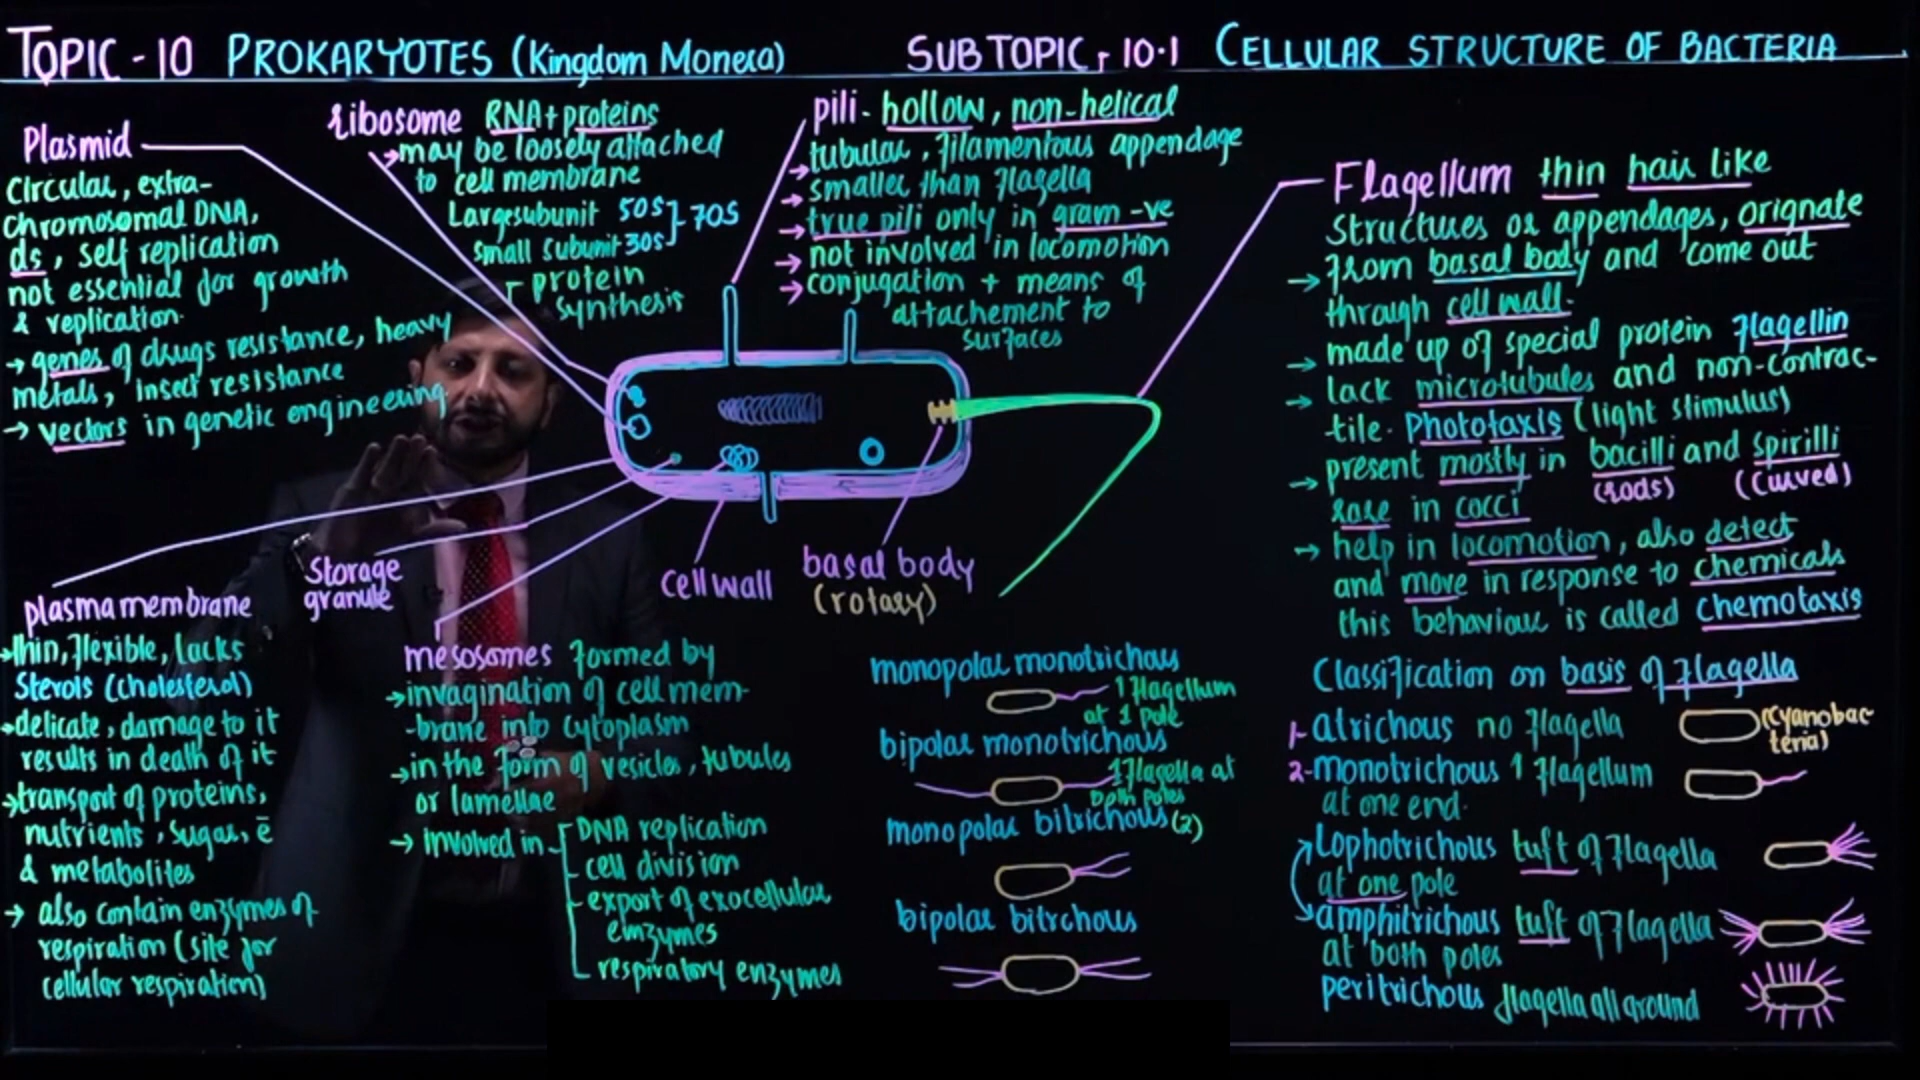 TOPIC-10 PROKARYOTES (Kingdom Monera) SUBTOPIC, 10.1 CELLULAR STRUCTURE OF BACTERIA
Plasmid
Circular, extra-
Chromosomal DNA,
ds, self replication
not essential for growth
& replication.
→ genes of drugs resistance, heavy
metals, insect resistance
→ vectors in genetic engineering
ribosome RNA+ proteins
→may be loosely attached
to cell membrane
Largesubunit 50S
small subunit 30S
]-70S
protein
synthesis
pili- hollow, non-helical
→ tubular, filamentous appendage
→ smaller than flagella
→ true pili only in gram -ve
→ not involved in locomotion
→ conjugation + means of
attachement to
surfaces
Flagellum thin hair like
Structures or appendages, orignate
→ from basal body and come out
through cell wall.
→ made up of special protein flagellin
→ lack microtubules and non-contrac-
-tile. Phototaxis (light stimulus)
→ present mostly in bacilli and spirilli
(rods) (curved)
rare in cocci
→ help in locomotion, also detect
and move in response to chemicals
this behaviour is called chemotaxis
plasma membrane
→thin, flexible, lacks
Sterols (cholesterol)
→delicate, damage to it
results in death of it
→transport of proteins,
nutrients, sugar, ē
& metabolites
→ also contain enzymes of
respiration (site for
cellular respiration)
Storage
granule
mesosomes formed by
→invagination of cell mem-
-brane into cytoplasm
→in the form of vesicles, tubules
or lamellae
→ involved in
DNA replication
cell division
export of exocellular
emzymes
respiratory enzymes
cell wall
basal body
(rotary)
monopolar monotrichous
1 flagellum
at 1 pole
bipolar monotrichous
1 flagella at
both poles
monopolar bitrichous (2)
bipolar bitrchous
Classification on basis of flagella
1- atrichous no flagella (cyanobac-
teria)
2-monotrichous 1 flagellum
at one end.
Lophotrichous tuft of flagella
at one pole
amphitrichous tuft of flagella
at both poles
peritrichous flagella all around